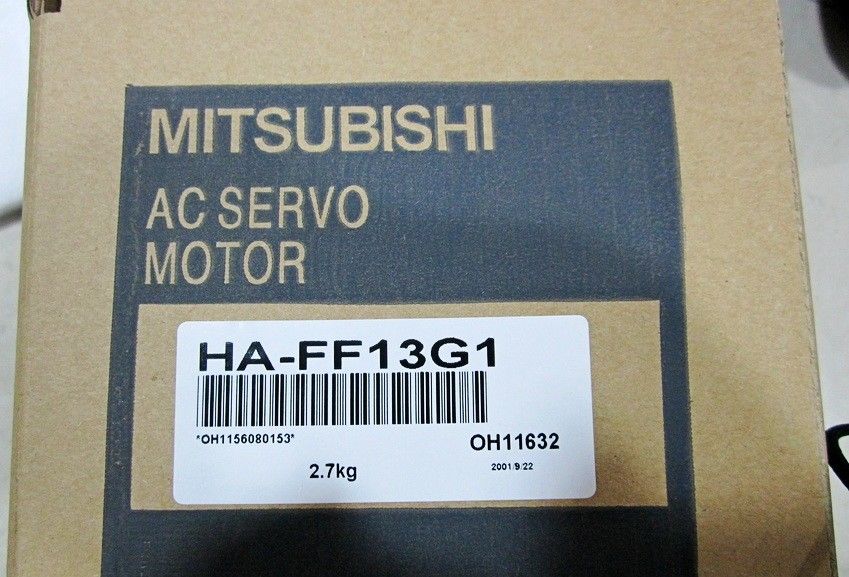 MITSUBISHI
AC SERVO
MOTOR
HA-FF13G1
*OH1156080153*
OH11632
2.7kg
2001/9/22